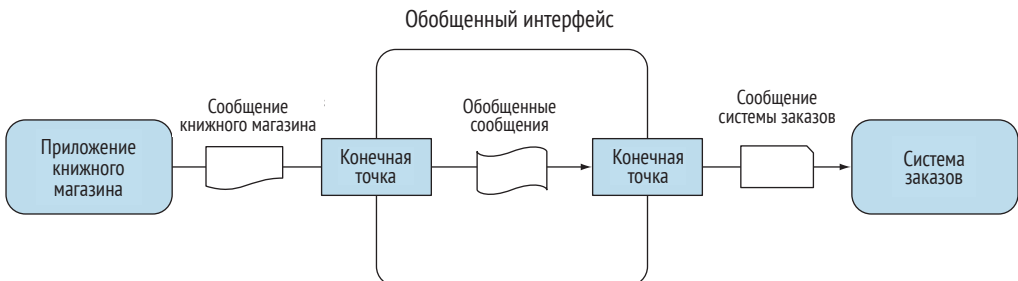 Обобщенный интерфейс
Сообщение
книжного магазина
Обобщенные
сообщения
Сообщение
системы заказов
Приложение
книжного
магазина
Конечная
точка
Конечная
точка
Система
заказов